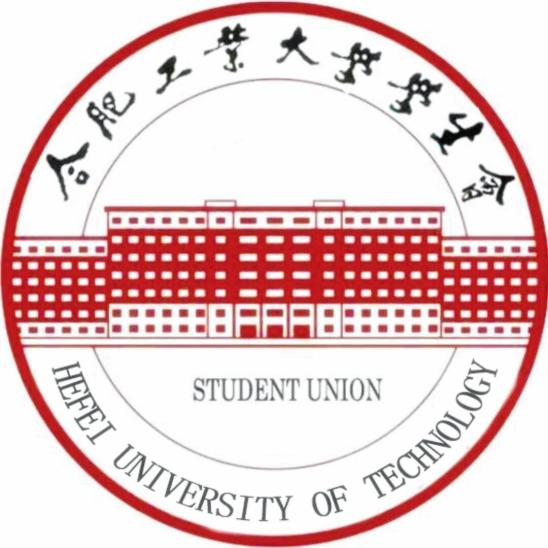 合肥工業大學學生會
STUDENT UNION
HEFEI UNIVERSITY OF TECHNOLOGY